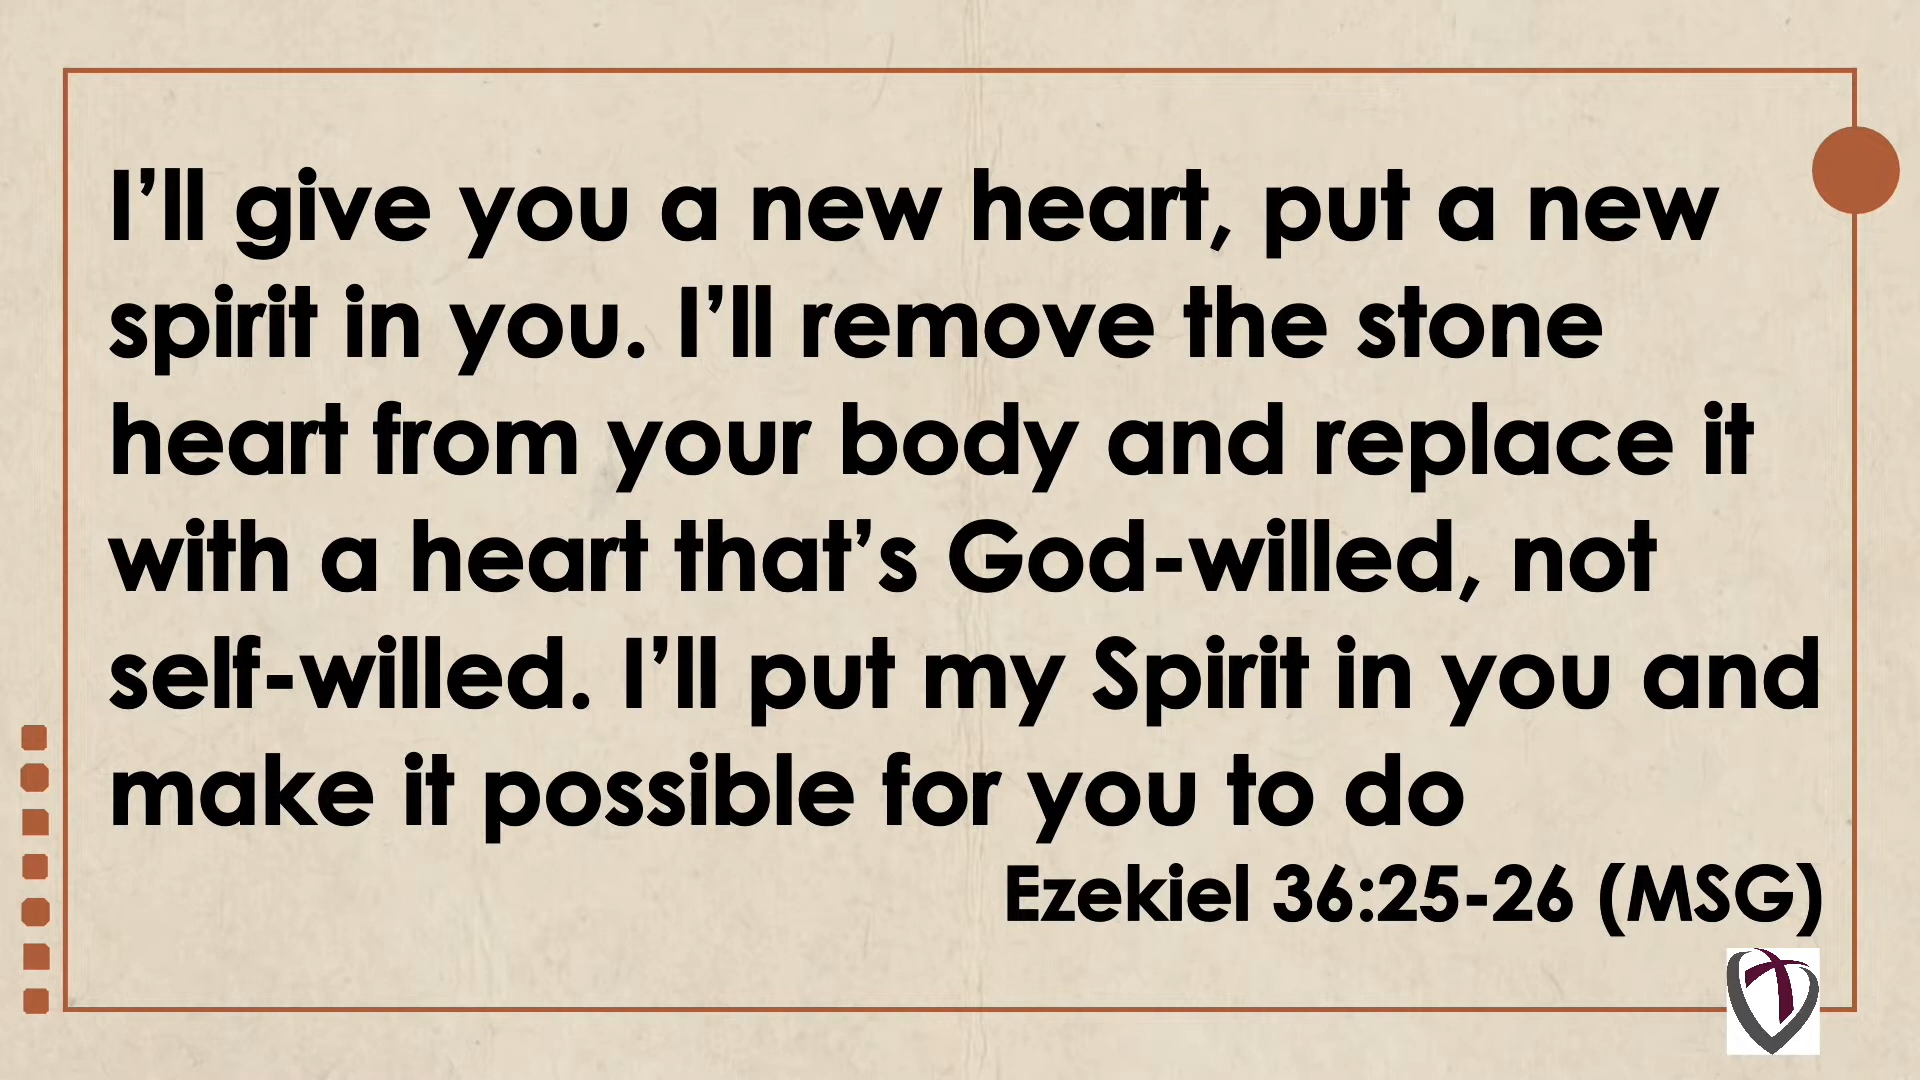 I’ll give you a new heart, put a new
spirit in you. I’ll remove the stone
heart from your body and replace it
with a heart that’s God-willed, not
self-willed. I’ll put my Spirit in you and
make it possible for you to do
Ezekiel 36:25-26 (MSG)